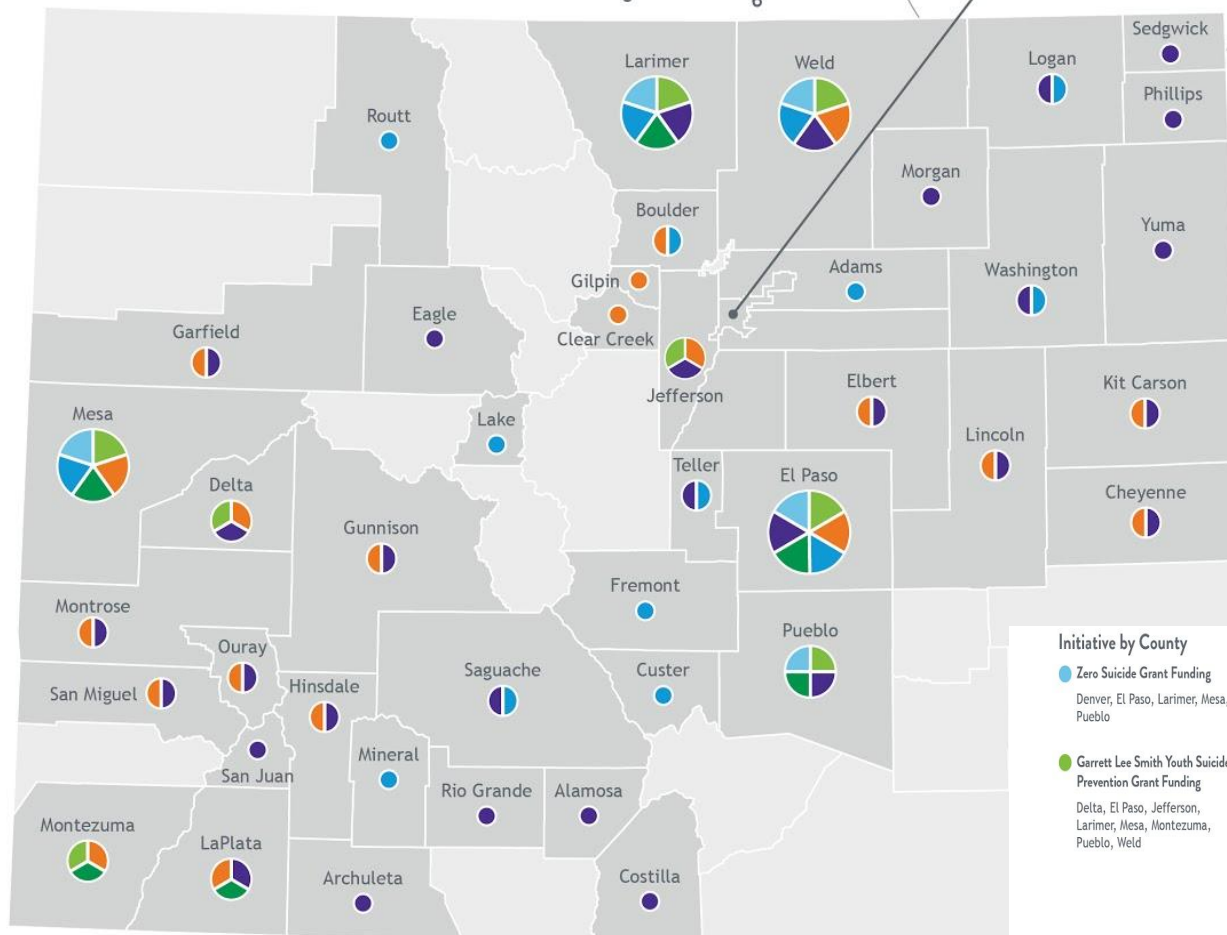 Sedgwick
Larimer
Weld
Logan
Phillips
Routt
Morgan
Boulder
Yuma
Gilpin
Adams
Washington
Eagle
Clear Creek
Garfield
Jefferson
Elbert
Kit Carson
Mesa
Lake
Lincoln
Teller
El Paso
Delta
Cheyenne
Gunnison
Fremont
Montrose
Pueblo
Ouray
Saguache
Custer
San Miguel
Hinsdale
Mineral
San Juan
Rio Grande
Alamosa
Montezuma
LaPlata
Archuleta
Costilla
Initiative by County
Zero Suicide Grant Funding
Denver, El Paso, Larimer, Mesa,
Pueblo
Garrett Lee Smith Youth Suicide
Prevention Grant Funding
Delta, El Paso, Jefferson,
Larimer, Mesa, Montezuma,
Pueblo, Weld